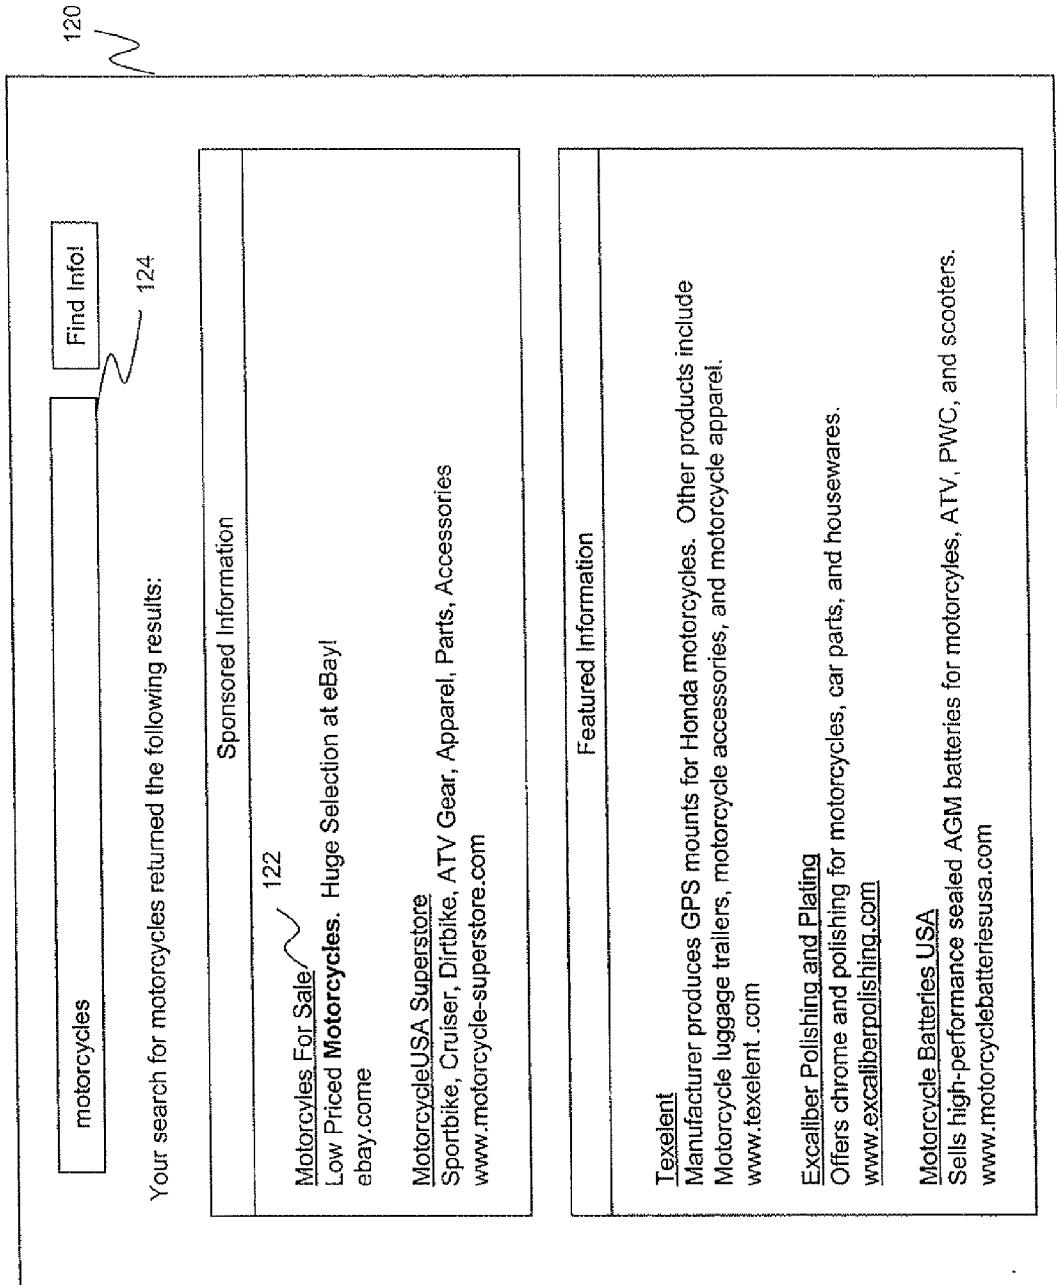 120
motorcycles
Find Info!
124
Your search for motorcycles returned the following results:
Sponsored Information
122
Motorcyles For Sale
Low Priced Motorcycles. Huge Selection at eBay!
ebay.come
MotorcycleUSA Superstore
Sportbike, Cruiser, Dirtbike, ATV Gear, Apparel, Parts, Accessories
www.motorcycle-superstore.com
Featured Information
Texelent
Manufacturer produces GPS mounts for Honda motorcycles. Other products include
Motorcycle luggage trailers, motorcycle accessories, and motorcycle apparel.
www.texelent .com
Excaliber Polishing and Plating
Offers chrome and polishing for motorcycles, car parts, and housewares.
www.excaliberpolishing.com
Motorcycle Batteries USA
Sells high-performance sealed AGM batteries for motorcyles, ATV, PWC, and scooters.
www.motorcyclebatteriesusa.com